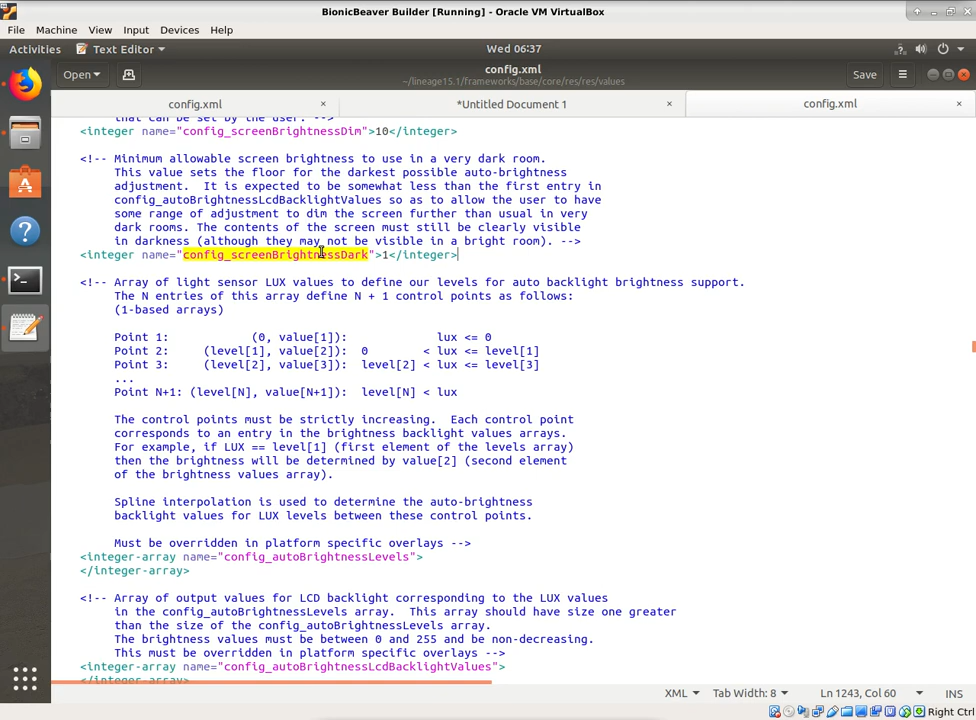 BionicBeaver Builder [Running] - Oracle VM VirtualBox
File Machine View Input Devices Help
Activities Text Editor Wed 06:37
Open config.xml Save
~/lineage15.1/frameworks/base/core/res/res/values
config.xml × *Untitled Document 1 × config.xml ×
that can be set by the user. -->
<integer name="config_screenBrightnessDim">10</integer>
<!-- Minimum allowable screen brightness to use in a very dark room.
This value sets the floor for the darkest possible auto-brightness
adjustment. It is expected to be somewhat less than the first entry in
config_autoBrightnessLcdBacklightValues so as to allow the user to have
some range of adjustment to dim the screen further than usual in very
dark rooms. The contents of the screen must still be clearly visible
in darkness (although they may not be visible in a bright room). -->
<integer name="config_screenBrightnessDark">1</integer>
<!-- Array of light sensor LUX values to define our levels for auto backlight brightness support.
The N entries of this array define N + 1 control points as follows:
(1-based arrays)
Point 1: (0, value[1]): lux <= 0
Point 2: (level[1], value[2]): 0 < lux <= level[1]
Point 3: (level[2], value[3]): level[2] < lux <= level[3]
...
Point N+1: (level[N], value[N+1]): level[N] < lux
The control points must be strictly increasing. Each control point
corresponds to an entry in the brightness backlight values arrays.
For example, if LUX == level[1] (first element of the levels array)
then the brightness will be determined by value[2] (second element
of the brightness values array).
Spline interpolation is used to determine the auto-brightness
backlight values for LUX levels between these control points.
Must be overridden in platform specific overlays -->
<integer-array name="config_autoBrightnessLevels">
</integer-array>
<!-- Array of output values for LCD backlight corresponding to the LUX values
in the config_autoBrightnessLevels array. This array should have size one greater
than the size of the config_autoBrightnessLevels array.
The brightness values must be between 0 and 255 and be non-decreasing.
This must be overridden in platform specific overlays -->
<integer-array name="config_autoBrightnessLcdBacklightValues">
</integer-array>
XML Tab Width: 8 Ln 1243, Col 60 INS
Right Ctrl